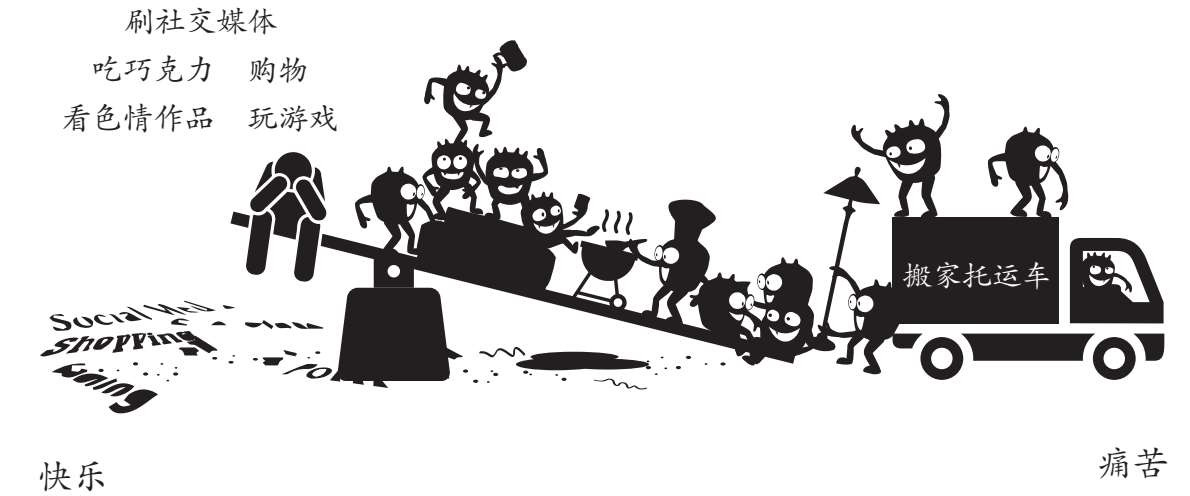 刷社交媒体
吃巧克力 购物
看色情作品 玩游戏
搬家托运车
Social Med
Shopping
快乐
痛苦